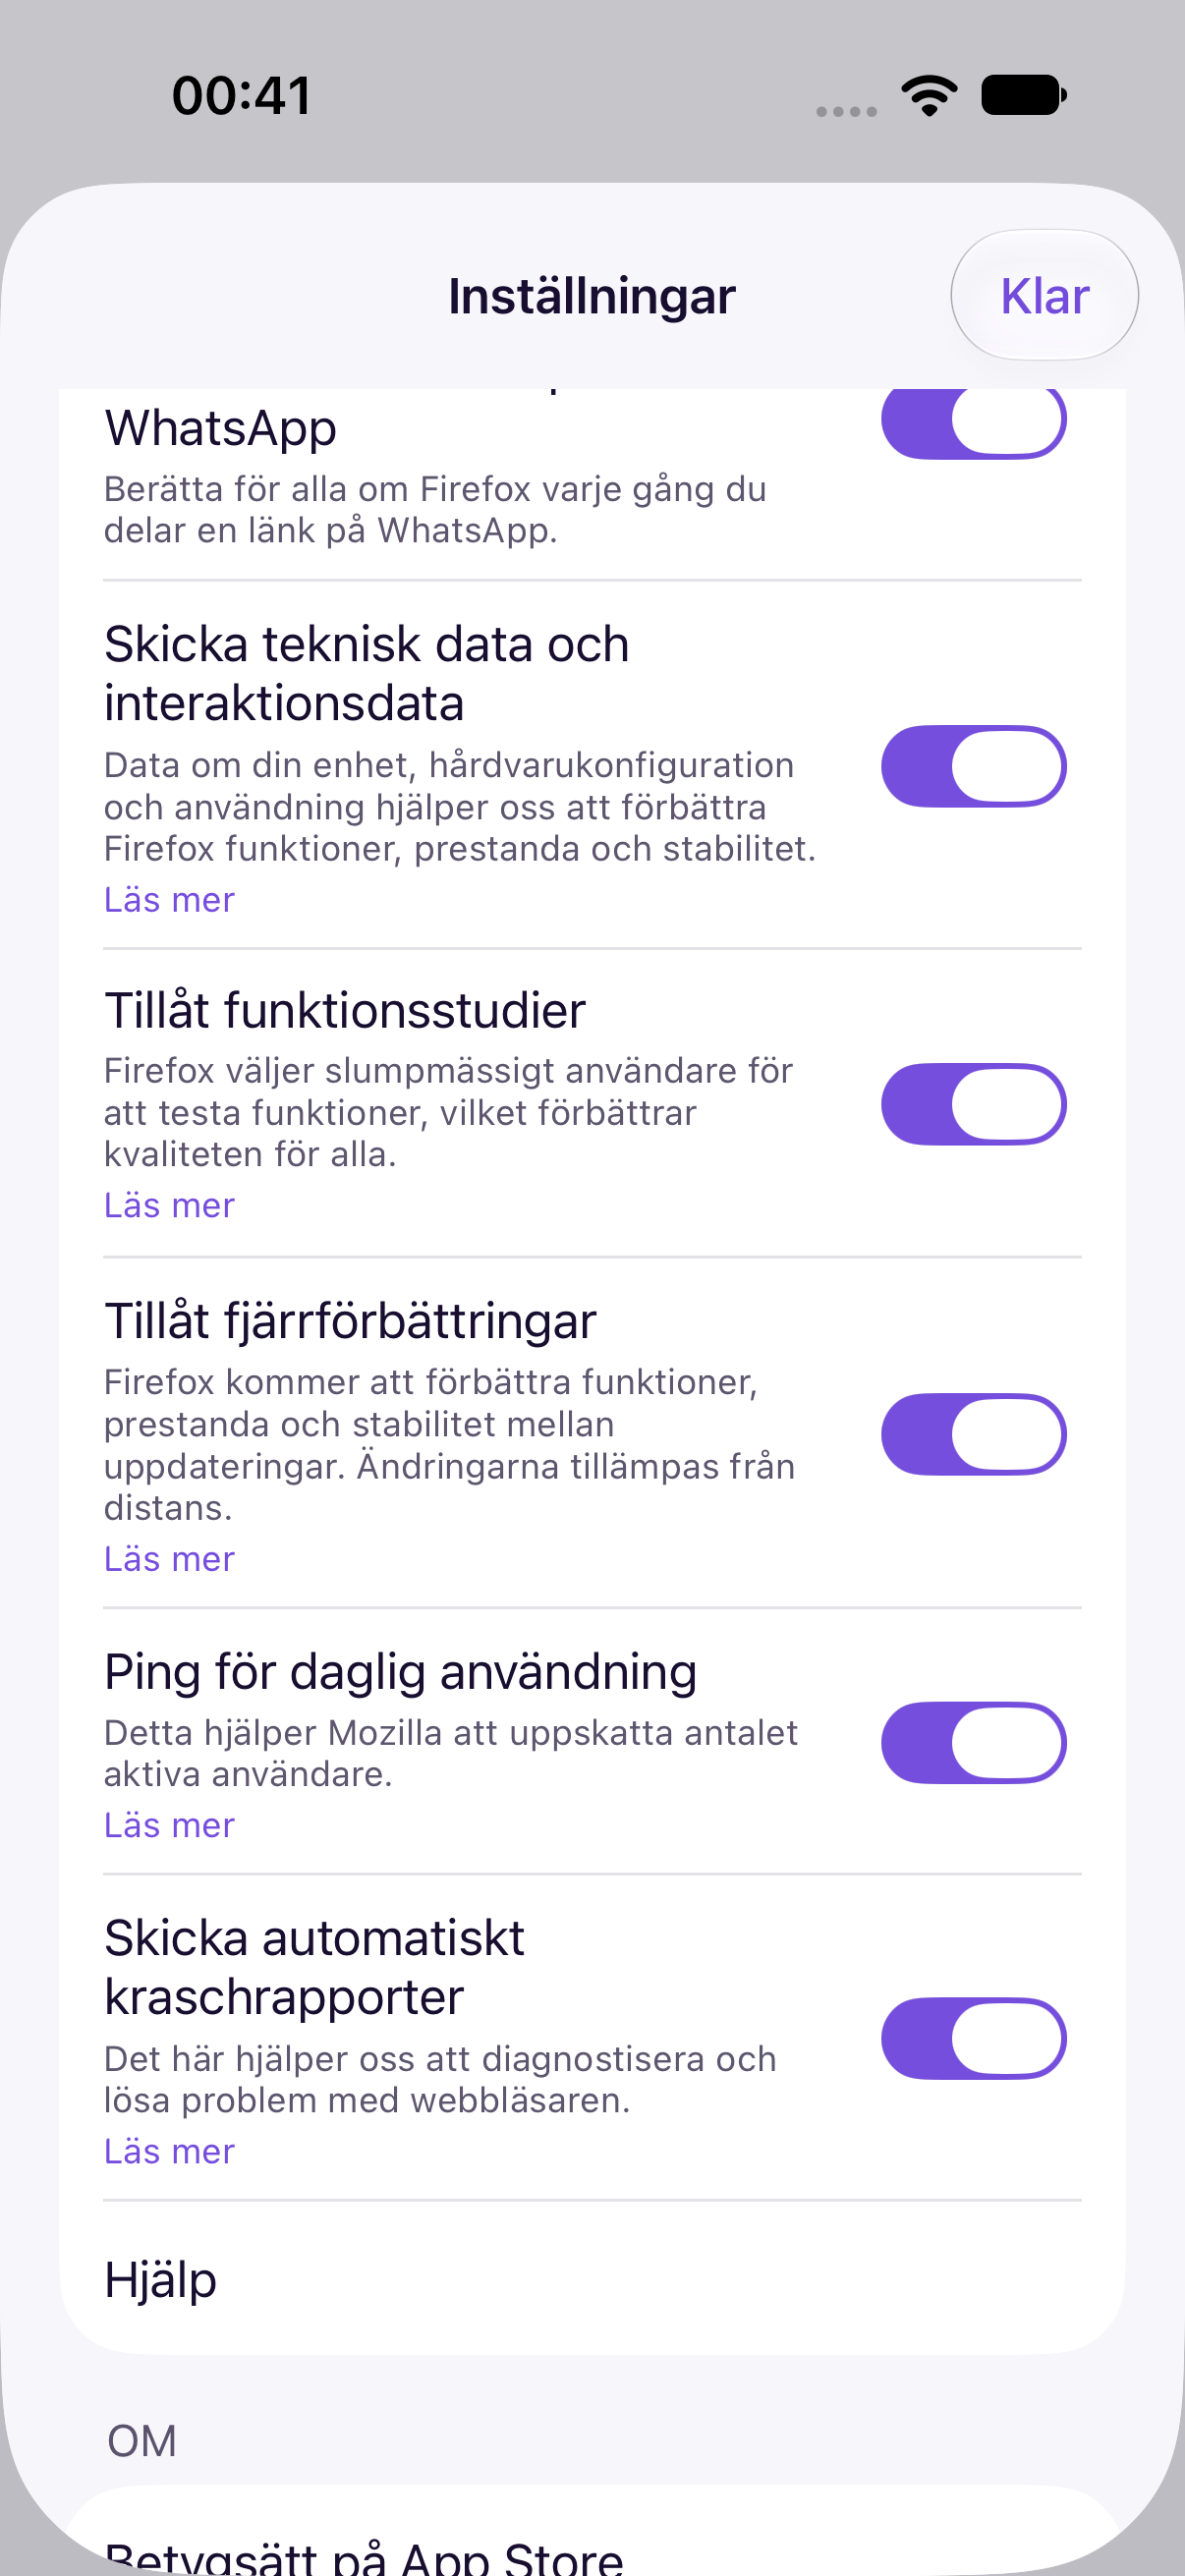 00:41
Inställningar
Klar
WhatsApp
Berätta för alla om Firefox varje gång du
delar en länk på WhatsApp.
Skicka teknisk data och
interaktionsdata
Data om din enhet, hårdvarukonfiguration
och användning hjälper oss att förbättra
Firefox funktioner, prestanda och stabilitet.
Läs mer
Tillåt funktionsstudier
Firefox väljer slumpmässigt användare för
att testa funktioner, vilket förbättrar
kvaliteten för alla.
Läs mer
Tillåt fjärrförbättringar
Firefox kommer att förbättra funktioner,
prestanda och stabilitet mellan
uppdateringar. Ändringarna tillämpas från
distans.
Läs mer
Ping för daglig användning
Detta hjälper Mozilla att uppskatta antalet
aktiva användare.
Läs mer
Skicka automatiskt
kraschrapporter
Det här hjälper oss att diagnostisera och
lösa problem med webbläsaren.
Läs mer
Hjälp
OM
Betygsätt på App Store